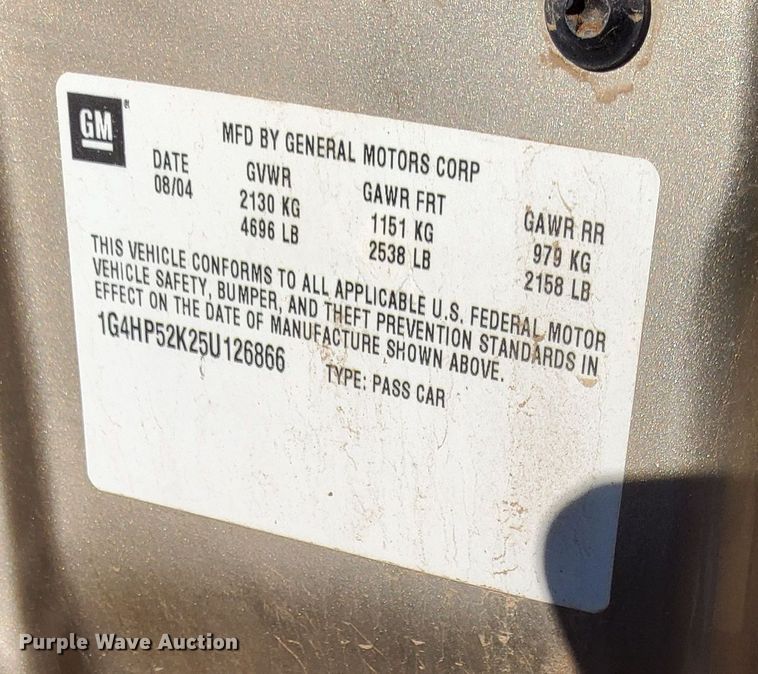 GM
MFD BY GENERAL MOTORS CORP
DATE GVWR GAWR FRT GAWR RR
08/04 2130 KG 1151 KG 979 KG
4696 LB 2538 LB 2158 LB
THIS VEHICLE CONFORMS TO ALL APPLICABLE U.S. FEDERAL MOTOR
VEHICLE SAFETY, BUMPER, AND THEFT PREVENTION STANDARDS IN
EFFECT ON THE DATE OF MANUFACTURE SHOWN ABOVE.
1G4HP52K25U126866 TYPE: PASS CAR
Purple Wave Auction